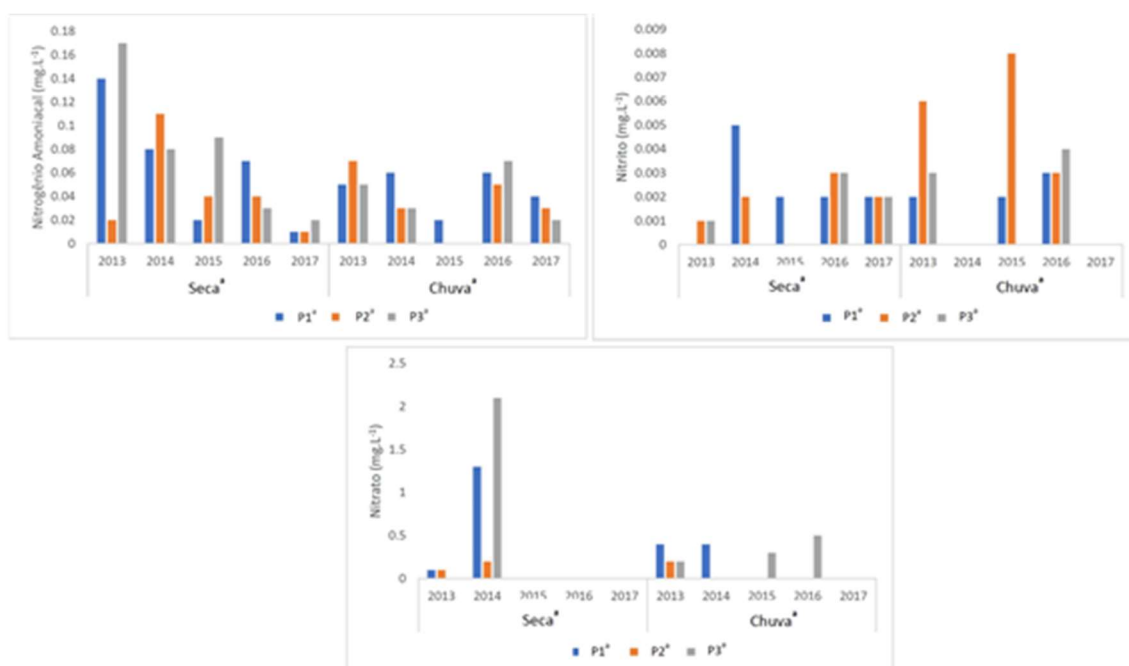 Nitrogênio Amoniacal (mg.L⁻¹)
0.18
0.16
0.14
0.12
0.1
0.08
0.06
0.04
0.02
0
2013 2014 2015 2016 2017 2013 2014 2015 2016 2017
Seca* Chuva*
P1* P2* P3*
Nitrito (mg.L⁻¹)
0.009
0.008
0.007
0.006
0.005
0.004
0.003
0.002
0.001
0
2013 2014 2015 2016 2017 2013 2014 2015 2016 2017
Seca* Chuva*
P1* P2* P3*
Nitrato (mg.L⁻¹)
2.5
2
1.5
1
0.5
0
2013 2014 2015 2016 2017 2013 2014 2015 2016 2017
Seca* Chuva*
P1* P2* P3*